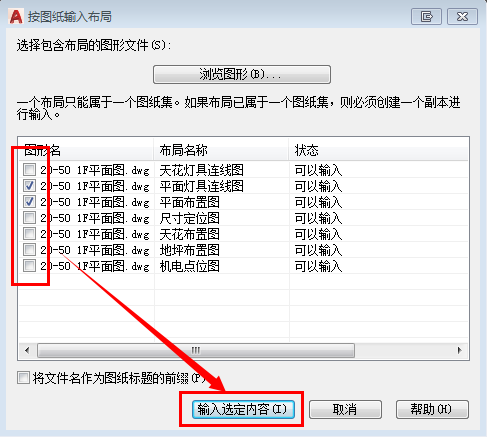 按图纸输入布局
选择包含布局的图形文件(S):
浏览图形(B)...
一个布局只能属于一个图纸集。如果布局已属于一个图纸集，则必须创建一个副本进
行输入。
图形名 布局名称 状态
20-50 1F平面图.dwg 天花灯具连线图 可以输入
20-50 1F平面图.dwg 平面灯具连线图 可以输入
20-50 1F平面图.dwg 平面布置图 可以输入
20-50 1F平面图.dwg 尺寸定位图 可以输入
20-50 1F平面图.dwg 天花布置图 可以输入
20-50 1F平面图.dwg 地坪布置图 可以输入
20-50 1F平面图.dwg 机电点位图 可以输入
将文件名作为图纸标题的前缀(P)
输入选定内容(I) 取消 帮助(H)